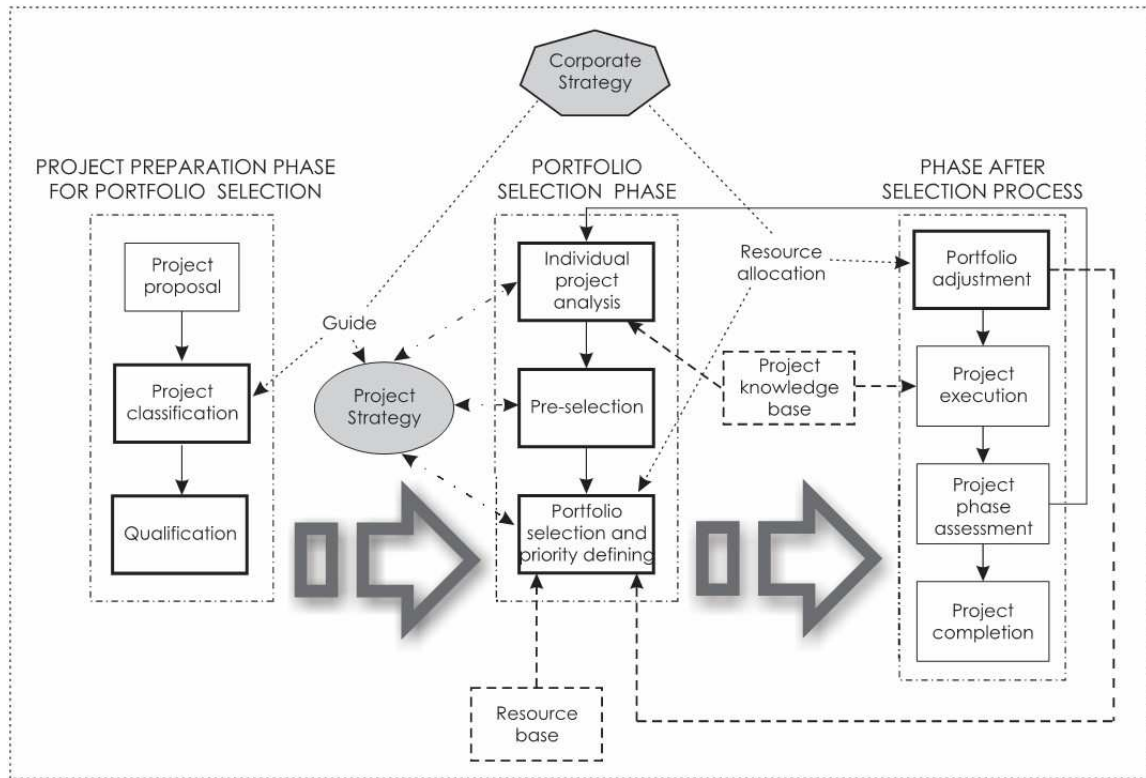 Corporate
Strategy
PROJECT PREPARATION PHASE
FOR PORTFOLIO SELECTION
Project
proposal
Project
classification
Qualification
Guide
Project
Strategy
PORTFOLIO
SELECTION PHASE
Individual
project
analysis
Pre-selection
Portfolio
selection and
priority defining
Resource
base
Resource
allocation
Project
knowledge
base
PHASE AFTER
SELECTION PROCESS
Portfolio
adjustment
Project
execution
Project
phase
assessment
Project
completion